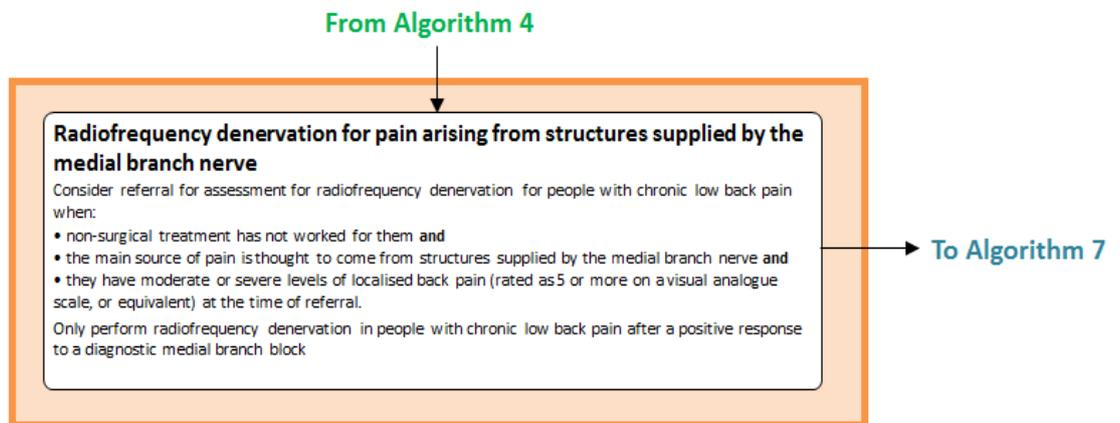 From Algorithm 4
Radiofrequency denervation for pain arising from structures supplied by the
medial branch nerve
Consider referral for assessment for radiofrequency denervation for people with chronic low back pain
when:
• non-surgical treatment has not worked for them and
• the main source of pain is thought to come from structures supplied by the medial branch nerve and
• they have moderate or severe levels of localised back pain (rated as 5 or more on a visual analogue
scale, or equivalent) at the time of referral.
Only perform radiofrequency denervation in people with chronic low back pain after a positive response
to a diagnostic medial branch block
To Algorithm 7